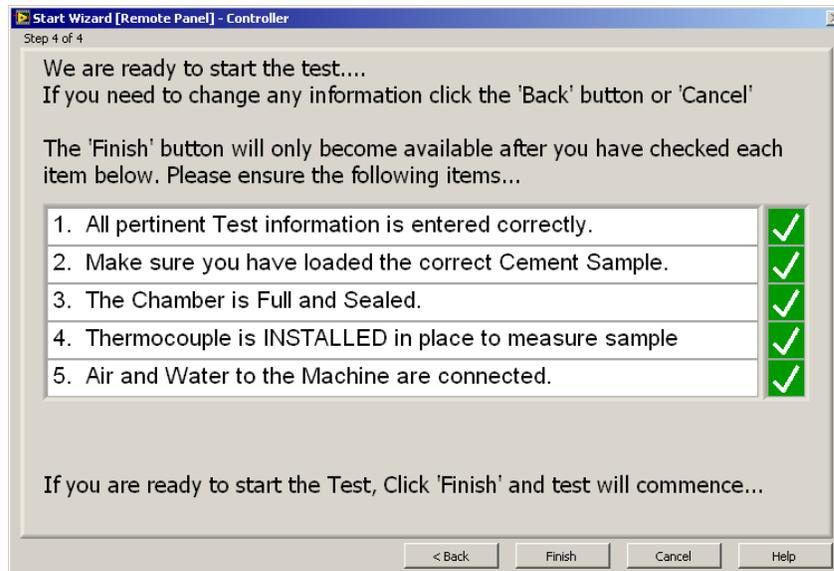 Start Wizard [Remote Panel] - Controller
Step 4 of 4
We are ready to start the test....
If you need to change any information click the 'Back' button or 'Cancel'
The 'Finish' button will only become available after you have checked each
item below. Please ensure the following items...
1. All pertinent Test information is entered correctly.
2. Make sure you have loaded the correct Cement Sample.
3. The Chamber is Full and Sealed.
4. Thermocouple is INSTALLED in place to measure sample
5. Air and Water to the Machine are connected.
If you are ready to start the Test, Click 'Finish' and test will commence...
< Back Finish Cancel Help